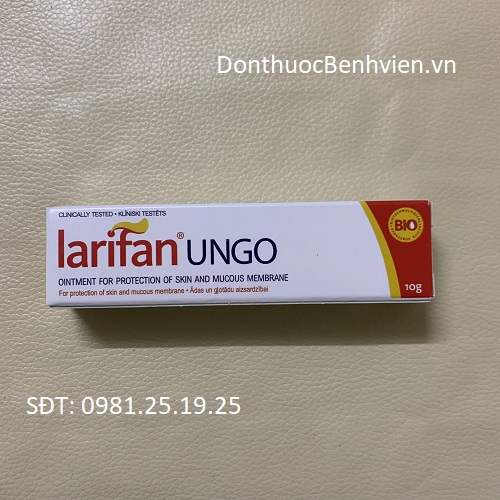 DonthuocBenhvien.vn
CLINICALLY TESTED • KLĪNISKI TESTĒTS
larifan® UNGO
OINTMENT FOR PROTECTION OF SKIN AND MUCOUS MEMBRANE
For protection of skin and mucous membrane • Ādas un gļotādu aizsardzībai
BIO
10g
SĐT: 0981.25.19.25